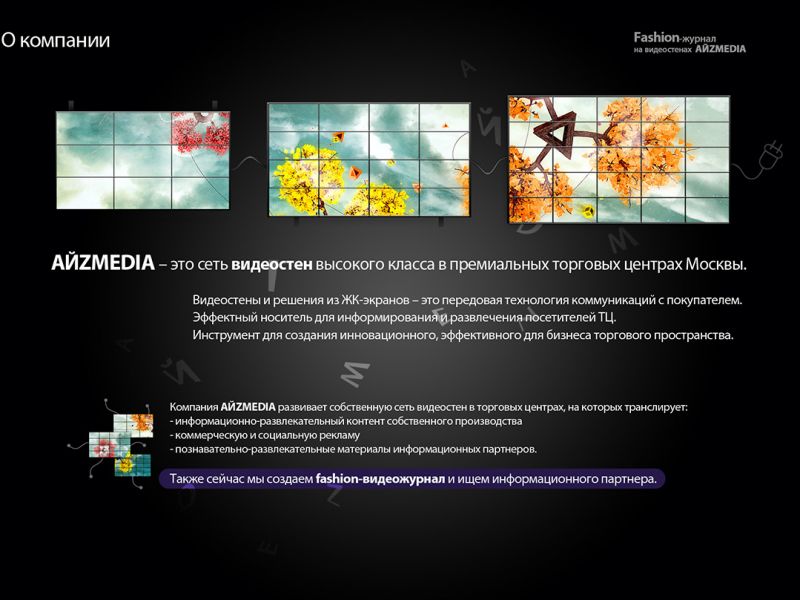 О компании
Fashion-журнал
на видеостенах АЙZMEDIA
АЙZMEDIA – это сеть видеостен высокого класса в премиальных торговых центрах Москвы.
Видеостены и решения из ЖК-экранов – это передовая технология коммуникаций с покупателем.
Эффектный носитель для информирования и развлечения посетителей ТЦ.
Инструмент для создания инновационного, эффективного для бизнеса торгового пространства.
Компания АЙZMEDIA развивает собственную сеть видеостен в торговых центрах, на которых транслирует:
- информационно-развлекательный контент собственного производства
- коммерческую и социальную рекламу
- познавательно-развлекательные материалы информационных партнеров.
Также сейчас мы создаем fashion-видеожурнал и ищем информационного партнера.